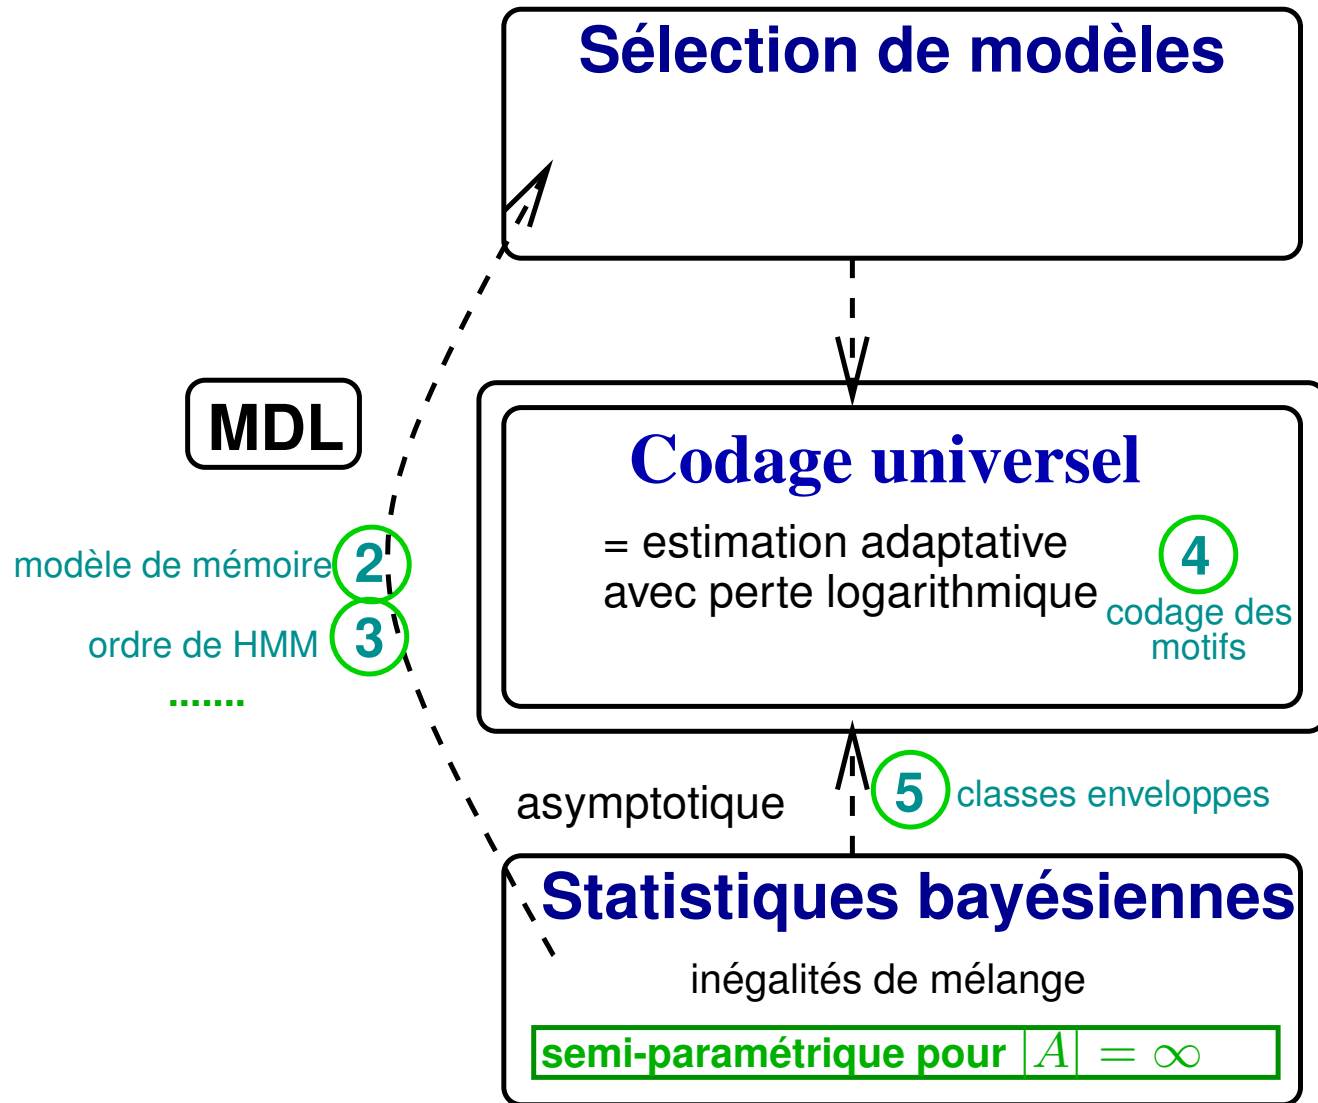 Sélection de modèles
MDL
Codage universel
= estimation adaptative
avec perte logarithmique
4
codage des
motifs
modèle de mémoire 2
ordre de HMM 3
.......
asymptotique
5 classes enveloppes
Statistiques bayésiennes
inégalités de mélange
semi-paramétrique pour |A| = ∞